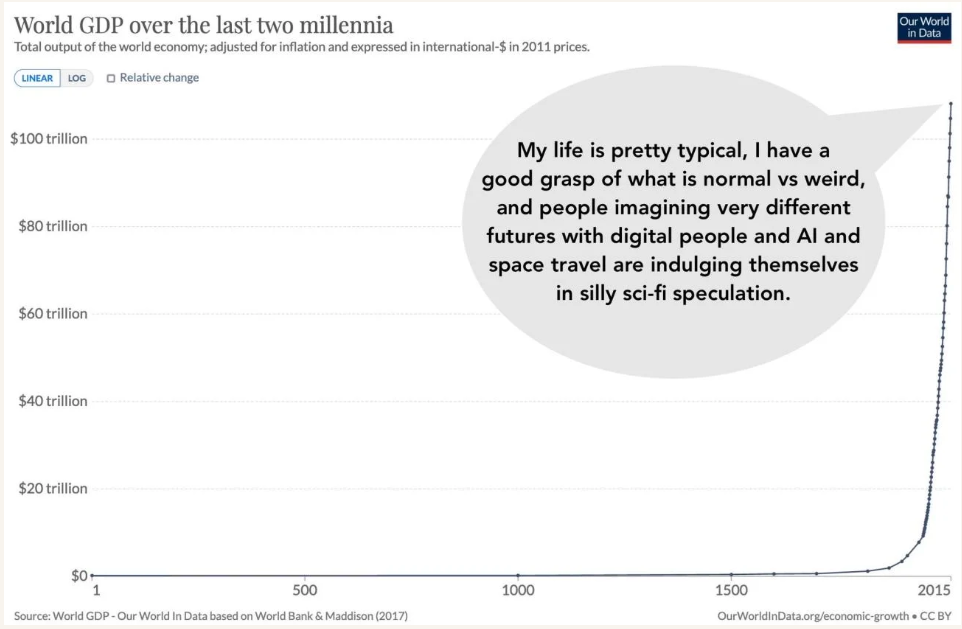 World GDP over the last two millennia
Total output of the world economy; adjusted for inflation and expressed in international-$ in 2011 prices.
Our World
in Data
LINEAR LOG Relative change
$100 trillion
$80 trillion
$60 trillion
$40 trillion
$20 trillion
$0
My life is pretty typical, I have a
good grasp of what is normal vs weird,
and people imagining very different
futures with digital people and AI and
space travel are indulging themselves
in silly sci-fi speculation.
1 500 1000 1500 2015
Source: World GDP - Our World In Data based on World Bank & Maddison (2017)
OurWorldInData.org/economic-growth • CC BY